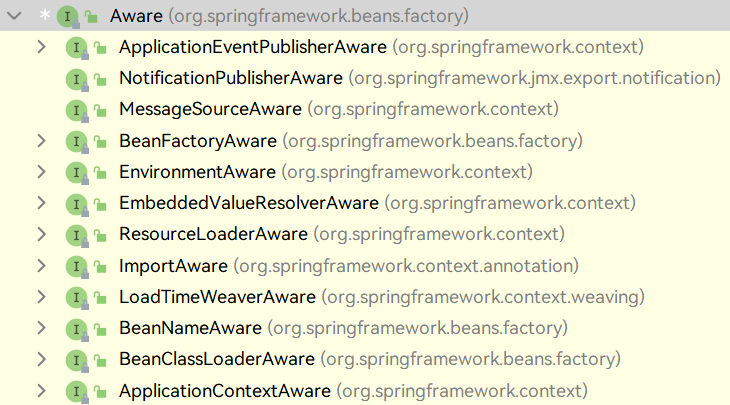 Aware (org.springframework.beans.factory)
ApplicationEventPublisherAware (org.springframework.context)
NotificationPublisherAware (org.springframework.jmx.export.notification)
MessageSourceAware (org.springframework.context)
BeanFactoryAware (org.springframework.beans.factory)
EnvironmentAware (org.springframework.context)
EmbeddedValueResolverAware (org.springframework.context)
ResourceLoaderAware (org.springframework.context)
ImportAware (org.springframework.context.annotation)
LoadTimeWeaverAware (org.springframework.context.weaving)
BeanNameAware (org.springframework.beans.factory)
BeanClassLoaderAware (org.springframework.beans.factory)
ApplicationContextAware (org.springframework.context)